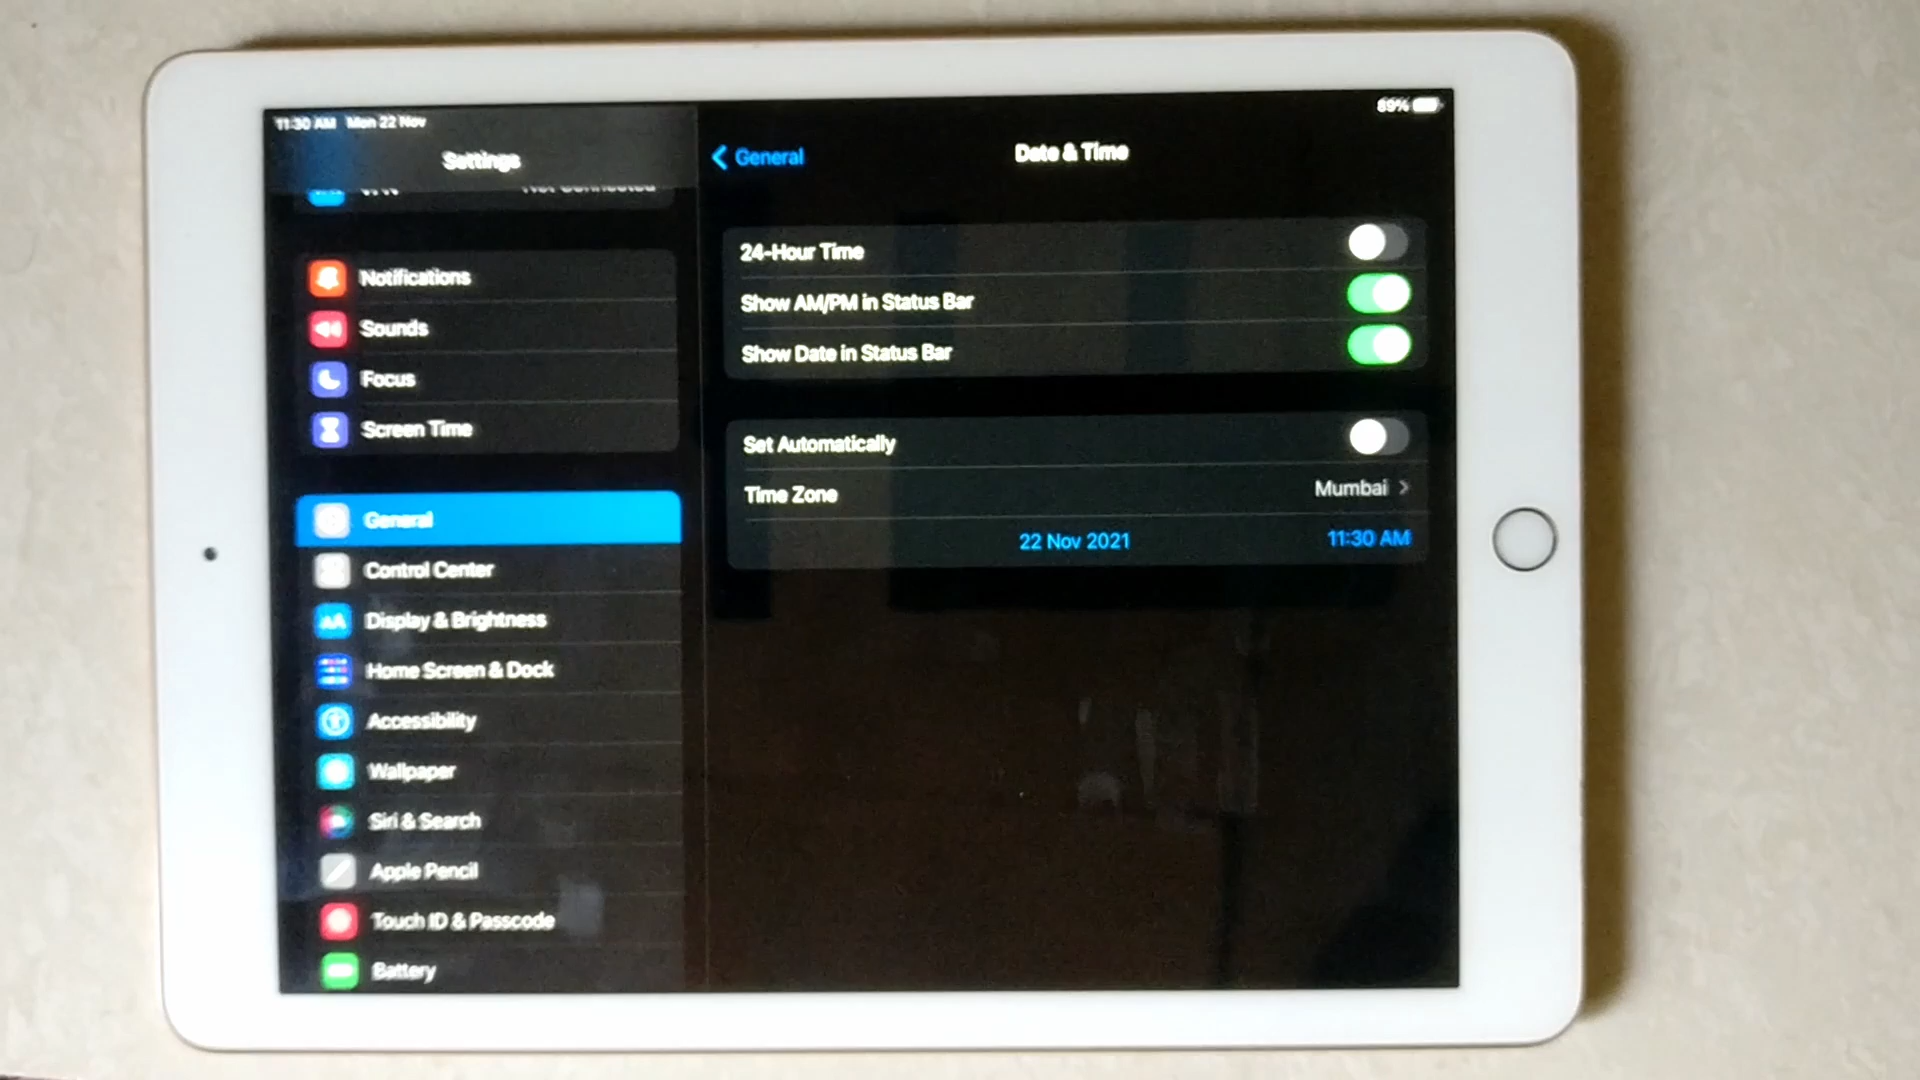 11:30 AM Mon 22 Nov
89%
Settings
VPN Not Connected
Notifications
Sounds
Focus
Screen Time
General
Control Center
Display & Brightness
Home Screen & Dock
Accessibility
Wallpaper
Siri & Search
Apple Pencil
Touch ID & Passcode
Battery
General
Date & Time
24-Hour Time
Show AM/PM in Status Bar
Show Date in Status Bar
Set Automatically
Time Zone Mumbai
22 Nov 2021 11:30 AM